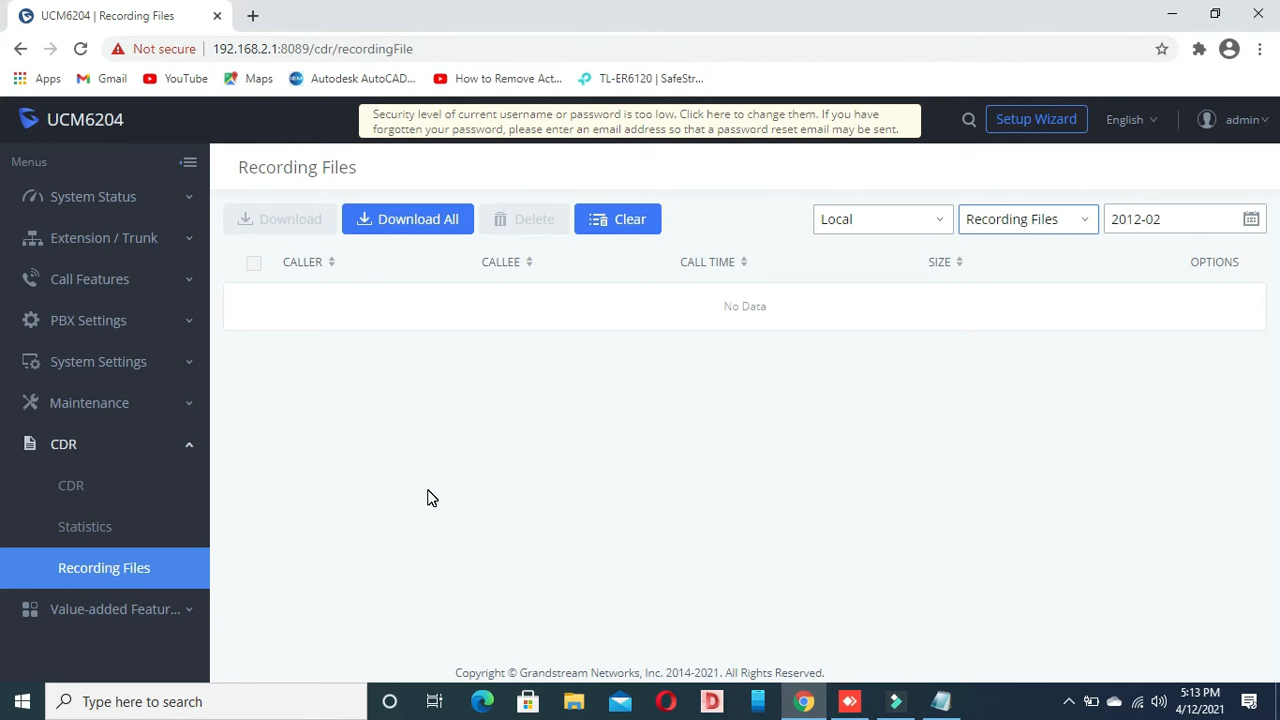 UCM6204 | Recording Files
Not secure
192.168.2.1:8089/cdr/recordingFile
Apps
Gmail
YouTube
Maps
Autodesk AutoCAD...
How to Remove Act...
TL-ER6120 | SafeStr...
UCM6204
Security level of current username or password is too low. Click here to change them. If you have
forgotten your password, please enter an email address so that a password reset email may be sent.
Setup Wizard
English
admin
Menus
System Status
Extension / Trunk
Call Features
PBX Settings
System Settings
Maintenance
CDR
CDR
Statistics
Recording Files
Value-added Featur...
Recording Files
Download
Download All
Delete
Clear
Local
Recording Files
2012-02
CALLER
CALLEE
CALL TIME
SIZE
OPTIONS
No Data
Copyright © Grandstream Networks, Inc. 2014-2021. All Rights Reserved.
Type here to search
5:13 PM
4/12/2021